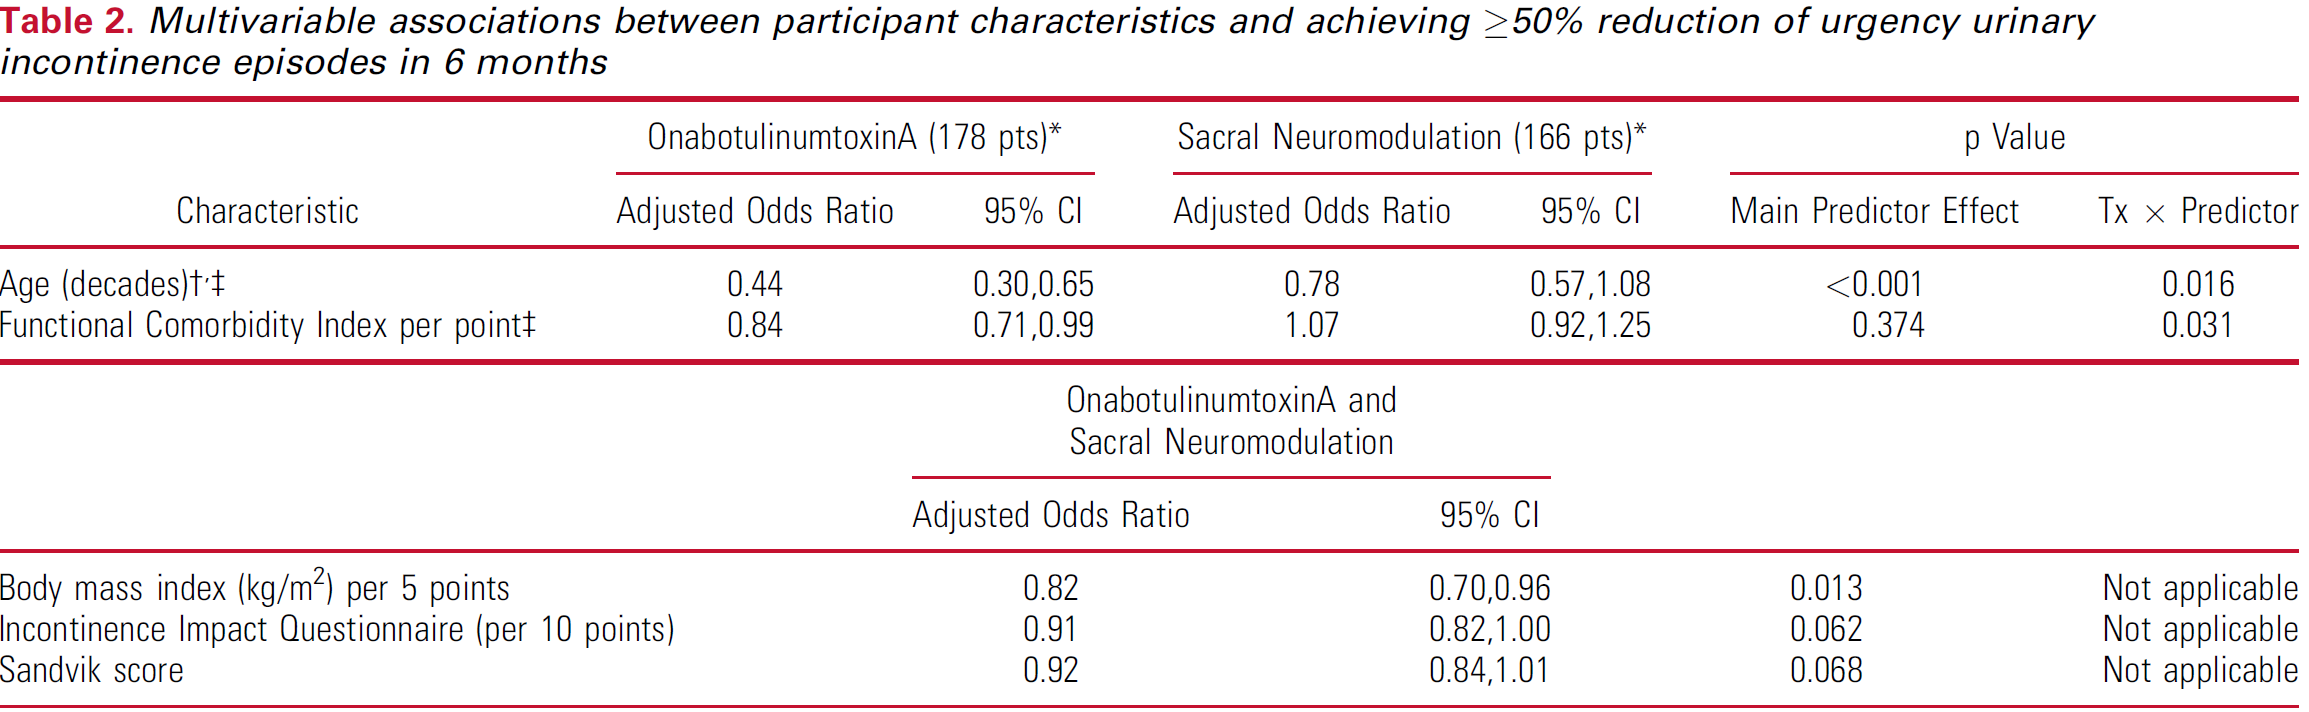 Table 2. Multivariable associations between participant characteristics and achieving ≥50% reduction of urgency urinary
incontinence episodes in 6 months
OnabotulinumtoxinA (178 pts)* Sacral Neuromodulation (166 pts)* p Value
Characteristic Adjusted Odds Ratio 95% CI Adjusted Odds Ratio 95% CI Main Predictor Effect Tx × Predictor
Age (decades)†,‡ 0.44 0.30,0.65 0.78 0.57,1.08 <0.001 0.016
Functional Comorbidity Index per point‡ 0.84 0.71,0.99 1.07 0.92,1.25 0.374 0.031
OnabotulinumtoxinA and
Sacral Neuromodulation
Adjusted Odds Ratio 95% CI
Body mass index (kg/m²) per 5 points 0.82 0.70,0.96 0.013 Not applicable
Incontinence Impact Questionnaire (per 10 points) 0.91 0.82,1.00 0.062 Not applicable
Sandvik score 0.92 0.84,1.01 0.068 Not applicable